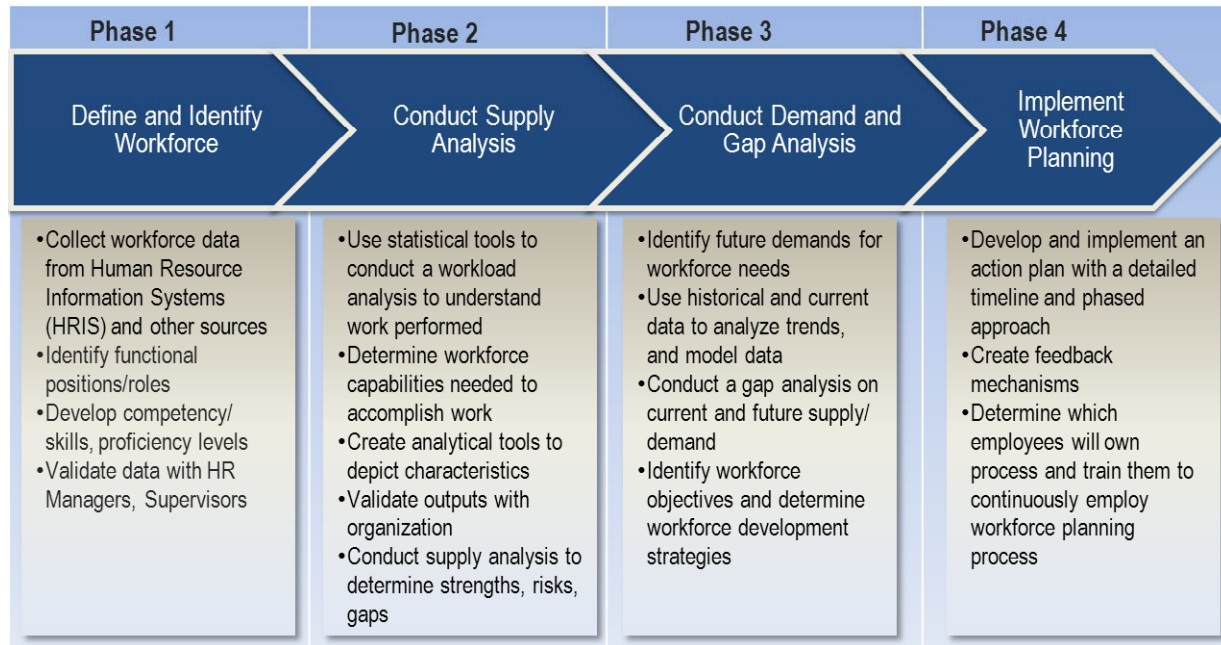 Phase 1
Define and Identify
Workforce
•Collect workforce data
from Human Resource
Information Systems
(HRIS) and other sources
•Identify functional
positions/roles
•Develop competency/
skills, proficiency levels
•Validate data with HR
Managers, Supervisors
Phase 2
Conduct Supply
Analysis
•Use statistical tools to
conduct a workload
analysis to understand
work performed
•Determine workforce
capabilities needed to
accomplish work
•Create analytical tools to
depict characteristics
•Validate outputs with
organization
•Conduct supply analysis to
determine strengths, risks,
gaps
Phase 3
Conduct Demand and
Gap Analysis
•Identify future demands for
workforce needs
•Use historical and current
data to analyze trends,
and model data
•Conduct a gap analysis on
current and future supply/
demand
•Identify workforce
objectives and determine
workforce development
strategies
Phase 4
Implement
Workforce
Planning
•Develop and implement an
action plan with a detailed
timeline and phased
approach
•Create feedback
mechanisms
•Determine which
employees will own
process and train them to
continuously employ
workforce planning
process